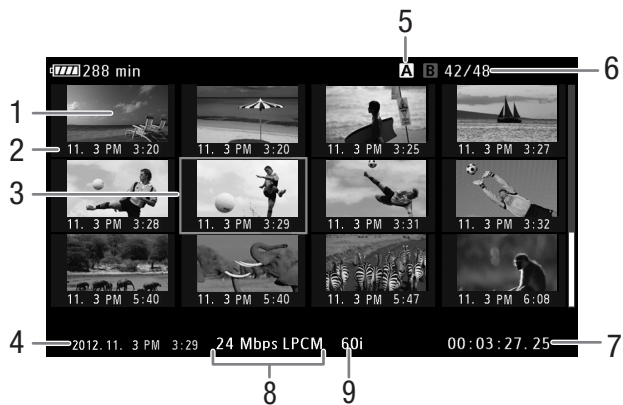 5
288 min A B 42/48 6
1
2 11. 3 PM 3:20 11. 3 PM 3:20 11. 3 PM 3:25 11. 3 PM 3:27
3
11. 3 PM 3:28 11. 3 PM 3:29 11. 3 PM 3:31 11. 3 PM 3:32
11. 3 PM 5:40 11. 3 PM 5:40 11. 3 PM 5:47 11. 3 PM 6:08
4 2012. 11. 3 PM 3:29 24 Mbps LPCM 60i 00:03:27.25 7
8 9